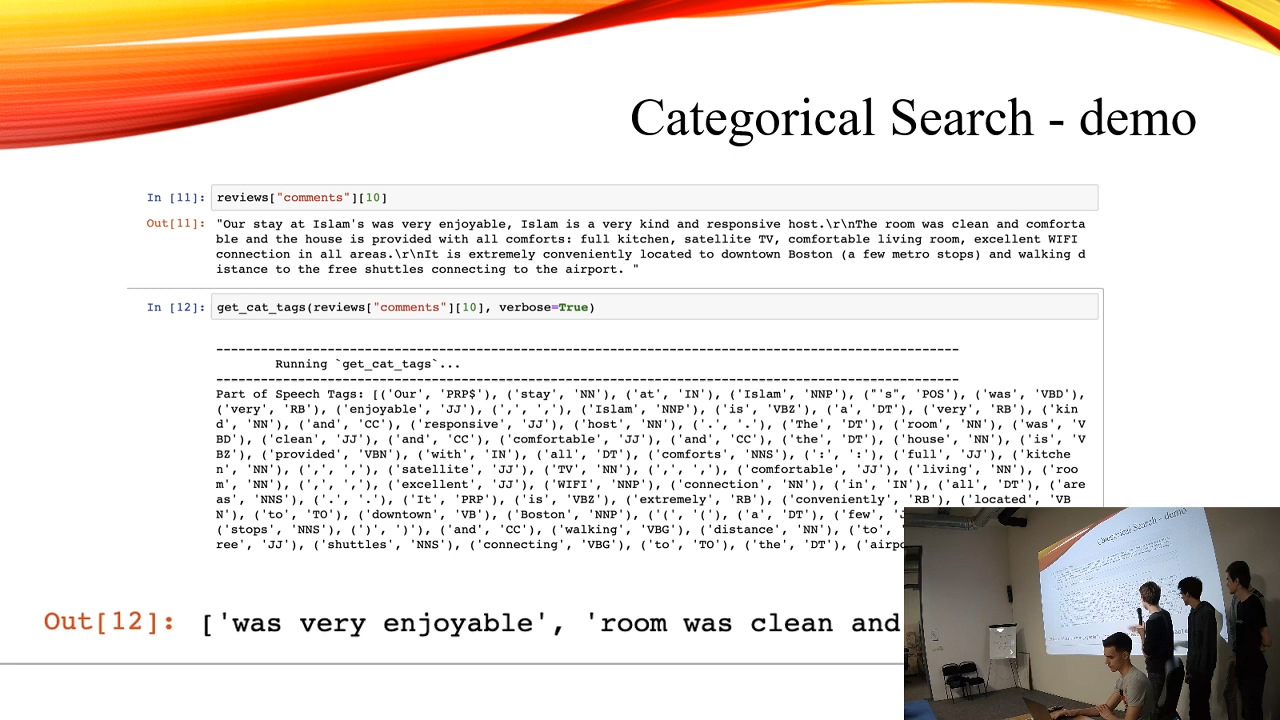 Categorical Search - demo
In [11]: reviews["comments"][10]
Out[11]: "Our stay at Islam's was very enjoyable, Islam is a very kind and responsive host.\r\nThe room was clean and comforta
ble and the house is provided with all comforts: full kitchen, satellite TV, comfortable living room, excellent WIFI
connection in all areas.\r\nIt is extremely conveniently located to downtown Boston (a few metro stops) and walking d
istance to the free shuttles connecting to the airport. "
In [12]: get_cat_tags(reviews["comments"][10], verbose=True)
----------------------------------------------------------------------------------------------------
Running `get_cat_tags`...
----------------------------------------------------------------------------------------------------
Part of Speech Tags: [('Our', 'PRP$'), ('stay', 'NN'), ('at', 'IN'), ('Islam', 'NNP'), ("'s", 'POS'), ('was', 'VBD'),
('very', 'RB'), ('enjoyable', 'JJ'), (',', ','), ('Islam', 'NNP'), ('is', 'VBZ'), ('a', 'DT'), ('very', 'RB'), ('kin
d', 'NN'), ('and', 'CC'), ('responsive', 'JJ'), ('host', 'NN'), ('.', '.'), ('The', 'DT'), ('room', 'NN'), ('was', 'V
BD'), ('clean', 'JJ'), ('and', 'CC'), ('comfortable', 'JJ'), ('and', 'CC'), ('the', 'DT'), ('house', 'NN'), ('is', 'V
BZ'), ('provided', 'VBN'), ('with', 'IN'), ('all', 'DT'), ('comforts', 'NNS'), (':', ':'), ('full', 'JJ'), ('kitche
n', 'NN'), (',', ','), ('satellite', 'JJ'), ('TV', 'NN'), (',', ','), ('comfortable', 'JJ'), ('living', 'NN'), ('roo
m', 'NN'), (',', ','), ('excellent', 'JJ'), ('WIFI', 'NNP'), ('connection', 'NN'), ('in', 'IN'), ('all', 'DT'), ('are
as', 'NNS'), ('.', '.'), ('It', 'PRP'), ('is', 'VBZ'), ('extremely', 'RB'), ('conveniently', 'RB'), ('located', 'VB
N'), ('to', 'TO'), ('downtown', 'VB'), ('Boston', 'NNP'), ('(', '('), ('a', 'DT'), ('few',
('stops', 'NNS'), (')', ')'), ('and', 'CC'), ('walking', 'VBG'), ('distance', 'NN'), ('to',
ree', 'JJ'), ('shuttles', 'NNS'), ('connecting', 'VBG'), ('to', 'TO'), ('the', 'DT'), ('airpo
Out[12]: ['was very enjoyable', 'room was clean and
Categorical Search - demo